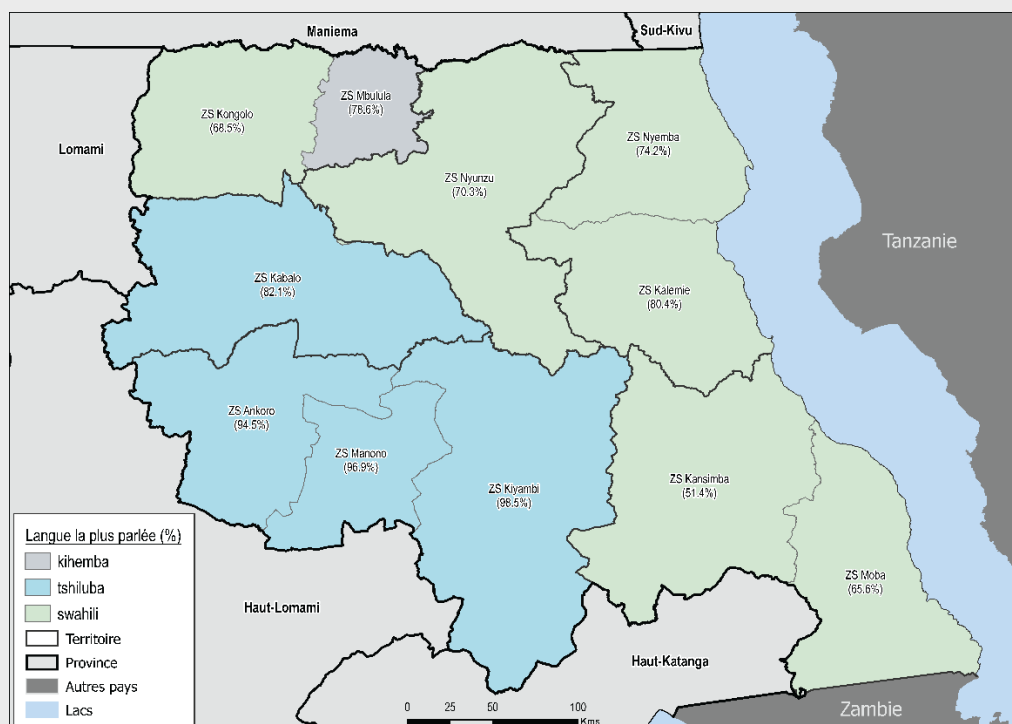 Maniema
Sud-Kivu
ZS Mbulula
(78.6%)
ZS Kongolo
(68.5%)
ZS Nyemba
(74.2%)
Lomami
ZS Nyunzu
(70.3%)
Tanzanie
ZS Kabalo
(82.1%)
ZS Kalemie
(80.4%)
ZS Ankoro
(94.5%)
ZS Manono
(96.9%)
ZS Kiyambi
(98.5%)
ZS Kansimba
(51.4%)
ZS Moba
(65.6%)
Langue la plus parlée (%)
kihemba
tshiluba
swahili
Territoire
Province
Autres pays
Lacs
Haut-Lomami
Haut-Katanga
Zambie
0 25 50 100
Kms